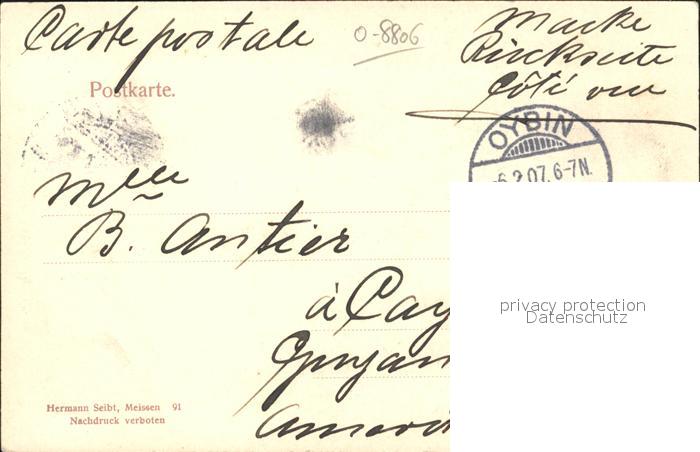 Carte postale
O-8806
Marke
Rückseite
Côté vue
Postkarte.
OYBIN
6.2.07. 6-7N.
Mlle
B. Antier
à Cay
privacy protection
Datenschutz
Hermann Seibt, Meissen 91
Nachdruck verboten